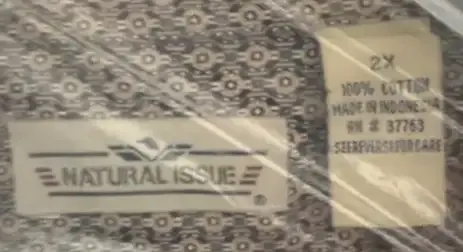 NATURAL ISSUE
®
2X
100% COTTON
MADE IN INDONESIA
RN # 37763
SEE REVERSE FOR CARE